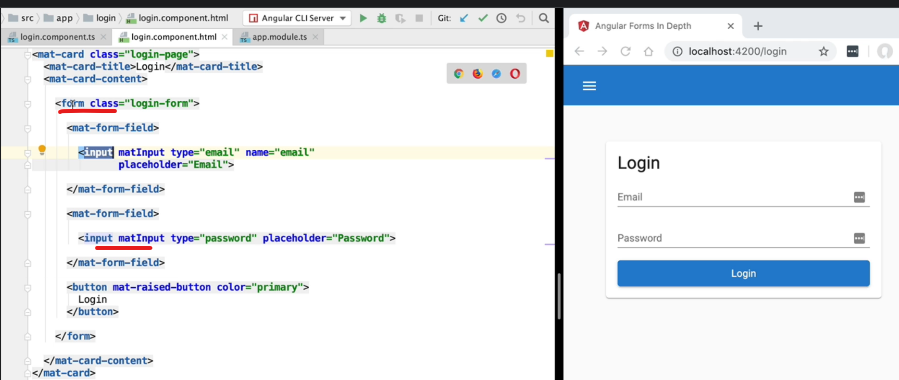 src app login login.component.html Angular CLI Server Git:
login.component.ts login.component.html app.module.ts
<mat-card class="login-page">
<mat-card-title>Login</mat-card-title>
<mat-card-content>
<form class="login-form">
<mat-form-field>
<input matInput type="email" name="email"
placeholder="Email">
</mat-form-field>
<mat-form-field>
<input matInput type="password" placeholder="Password">
</mat-form-field>
<button mat-raised-button color="primary">
Login
</button>
</form>
</mat-card-content>
</mat-card>
Angular Forms In Depth
localhost:4200/login
Login
Email
Password
Login